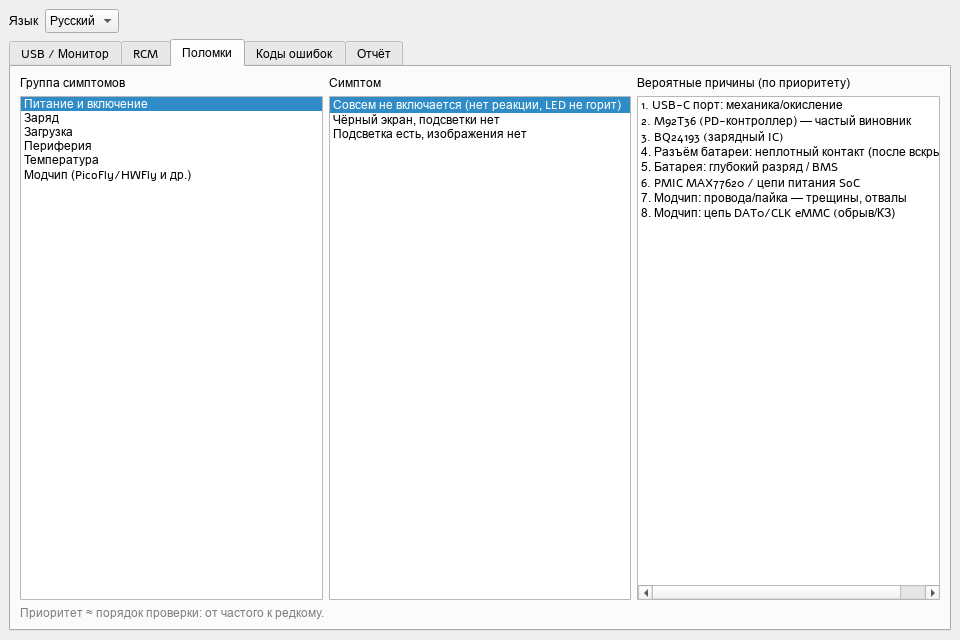 Язык Русский
USB / Монитор RCM Поломки Коды ошибок Отчёт
Группа симптомов
Питание и включение
Заряд
Загрузка
Периферия
Температура
Модчип (PicoFly/HWFly и др.)
Симптом
Совсем не включается (нет реакции, LED не горит)
Чёрный экран, подсветки нет
Подсветка есть, изображения нет
Вероятные причины (по приоритету)
1. USB-C порт: механика/окисление
2. M92T36 (PD-контроллер) — частый виновник
3. BQ24193 (зарядный IC)
4. Разъём батареи: неплотный контакт (после вскры
5. Батарея: глубокий разряд / BMS
6. PMIC MAX77620 / цепи питания SoC
7. Модчип: провода/пайка — трещины, отвалы
8. Модчип: цепь DAT0/CLK eMMC (обрыв/КЗ)
Приоритет ≈ порядок проверки: от частого к редкому.